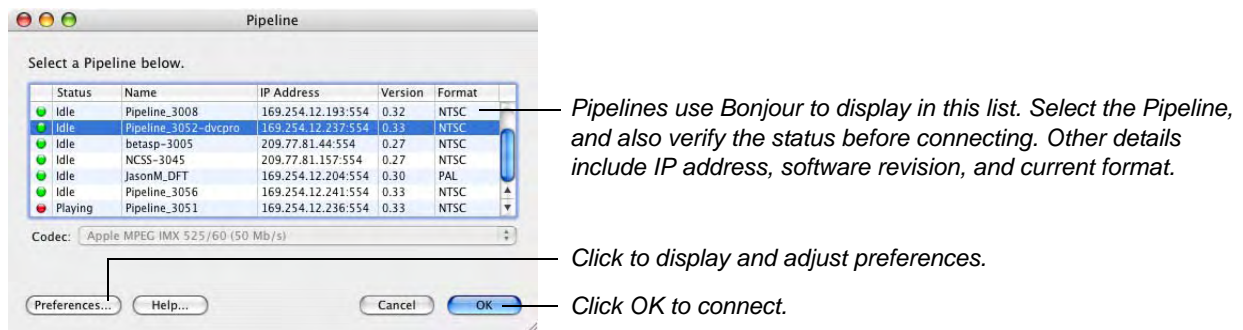 Pipeline
Select a Pipeline below.
Status Name IP Address Version Format
Idle Pipeline_3008 169.254.12.193:554 0.32 NTSC
Idle Pipeline_3052-dvcpro 169.254.12.237:554 0.33 NTSC
Idle betasp-3005 209.77.81.44:554 0.27 NTSC
Idle NCSS-3045 209.77.81.157:554 0.27 NTSC
Idle JasonM_DFT 169.254.12.204:554 0.30 PAL
Idle Pipeline_3056 169.254.12.241:554 0.33 NTSC
Playing Pipeline_3051 169.254.12.236:554 0.33 NTSC
Codec: Apple MPEG IMX 525/60 (50 Mb/s)
Preferences... Help... Cancel OK
Pipelines use Bonjour to display in this list. Select the Pipeline,
and also verify the status before connecting. Other details
include IP address, software revision, and current format.
Click to display and adjust preferences.
Click OK to connect.